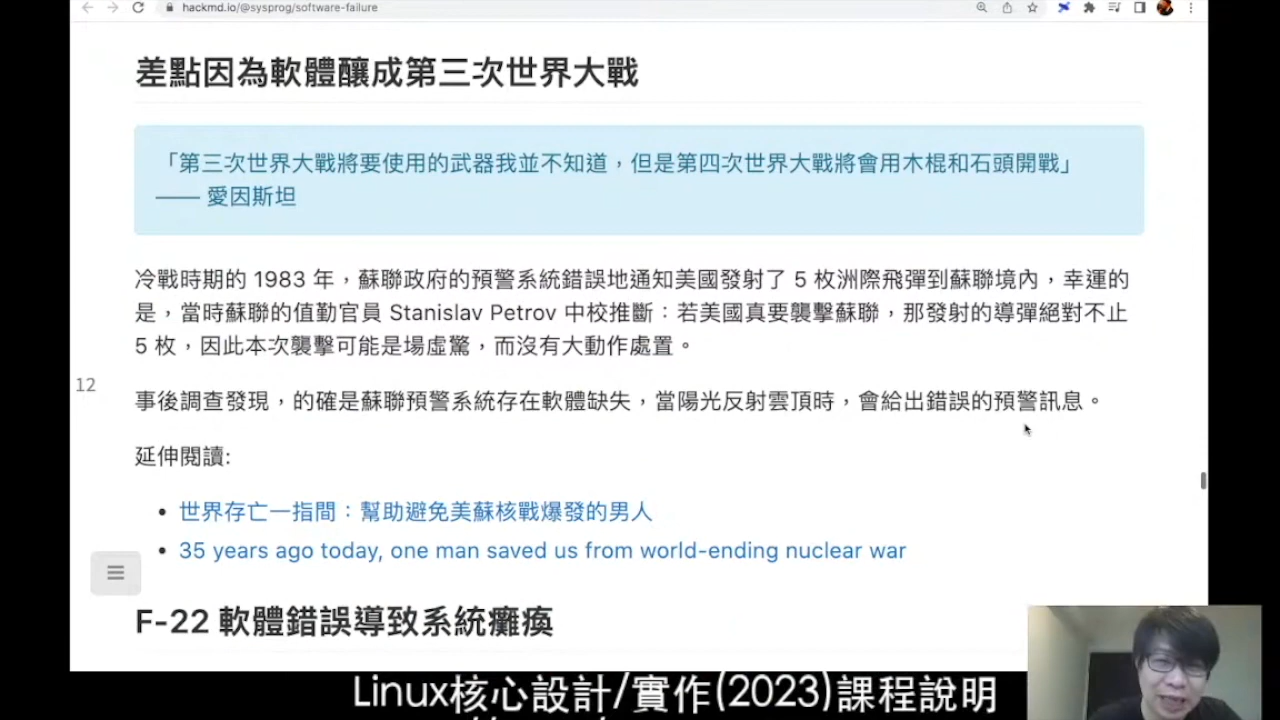 hackmd.io/@sysprog/software-failure
差點因為軟體釀成第三次世界大戰
「第三次世界大戰將要使用的武器我並不知道，但是第四次世界大戰將會用木棍和石頭開戰」
—— 愛因斯坦
冷戰時期的 1983 年，蘇聯政府的預警系統錯誤地通知美國發射了 5 枚洲際飛彈到蘇聯境內，幸運的
是，當時蘇聯的值勤官員 Stanislav Petrov 中校推斷：若美國真要襲擊蘇聯，那發射的導彈絕對不止
5 枚，因此本次襲擊可能是場虛驚，而沒有大動作處置。
12
事後調查發現，的確是蘇聯預警系統存在軟體缺失，當陽光反射雲頂時，會給出錯誤的預警訊息。
延伸閱讀:
• 世界存亡一指間：幫助避免美蘇核戰爆發的男人
• 35 years ago today, one man saved us from world-ending nuclear war
F-22 軟體錯誤導致系統癱瘓
Linux核心設計/實作(2023)課程說明